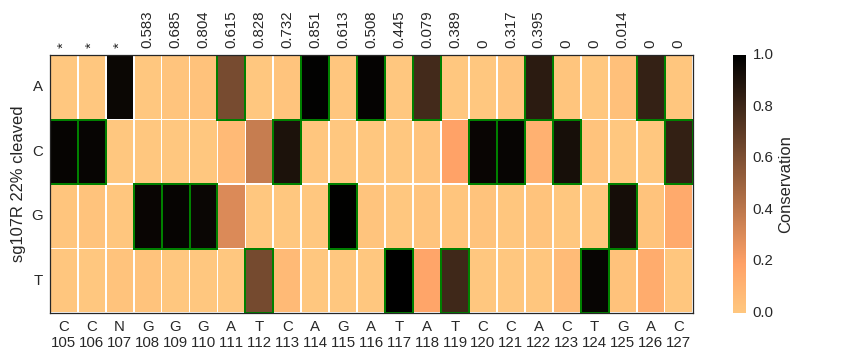 * * * 0.583 0.685 0.804 0.615 0.828 0.732 0.851 0.613 0.508 0.445 0.079 0.389 0 0.317 0.395 0 0 0.014 0 0
sg107R 22% cleaved
A
C
G
T
C C N G G G A T C A G A T A T C C A C T G A C
105 106 107 108 109 110 111 112 113 114 115 116 117 118 119 120 121 122 123 124 125 126 127
1.0
0.8
0.6
0.4
0.2
0.0
Conservation